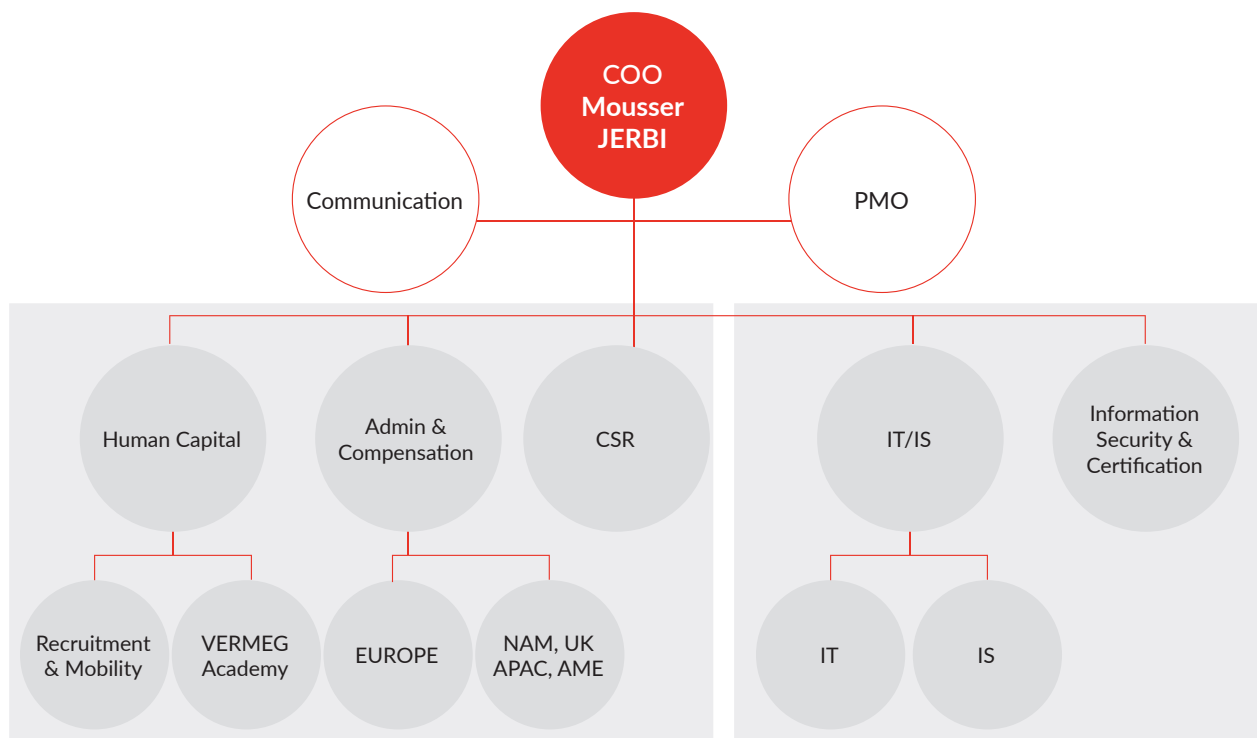 COO
Mousser
JERBI
Communication
PMO
Human Capital
Admin &
Compensation
CSR
IT/IS
Information
Security &
Certification
Recruitment
& Mobility
VERMEG
Academy
EUROPE
NAM, UK
APAC, AME
IT
IS